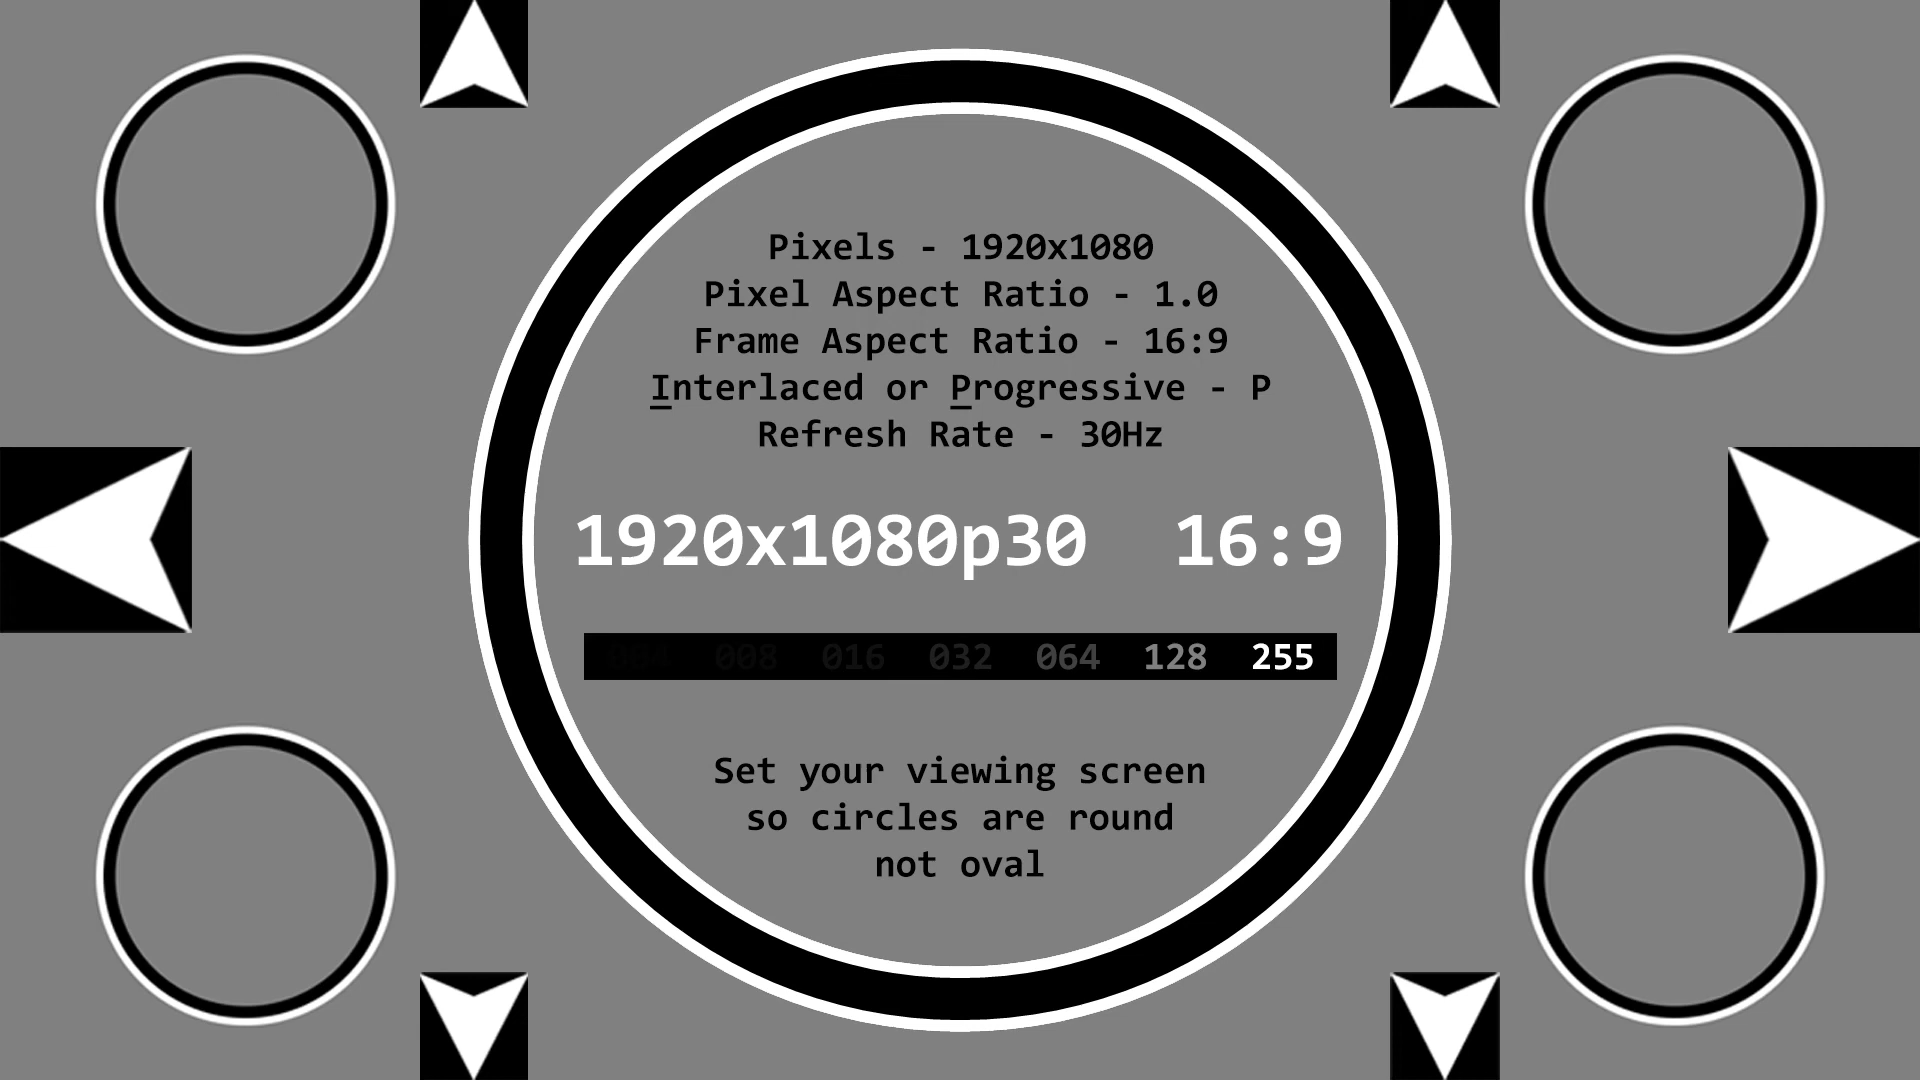 Pixels - 1920x1080
Pixel Aspect Ratio - 1.0
Frame Aspect Ratio - 16:9
Interlaced or Progressive - P
Refresh Rate - 30Hz
1920x1080p30 16:9
004 008 016 032 064 128 255
Set your viewing screen
so circles are round
not oval